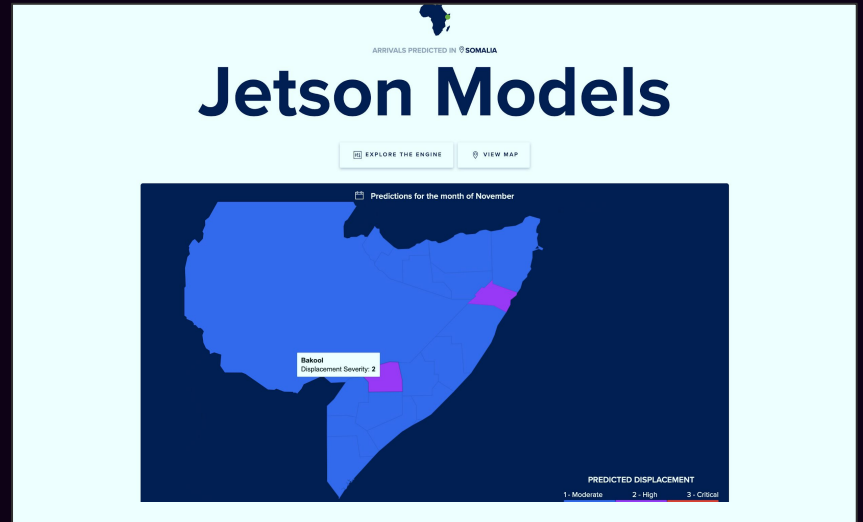 ARRIVALS PREDICTED IN SOMALIA
Jetson Models
EXPLORE THE ENGINE VIEW MAP
Predictions for the month of November
Bakool
Displacement Severity: 2
PREDICTED DISPLACEMENT
1 - Moderate 2 - High 3 - Critical